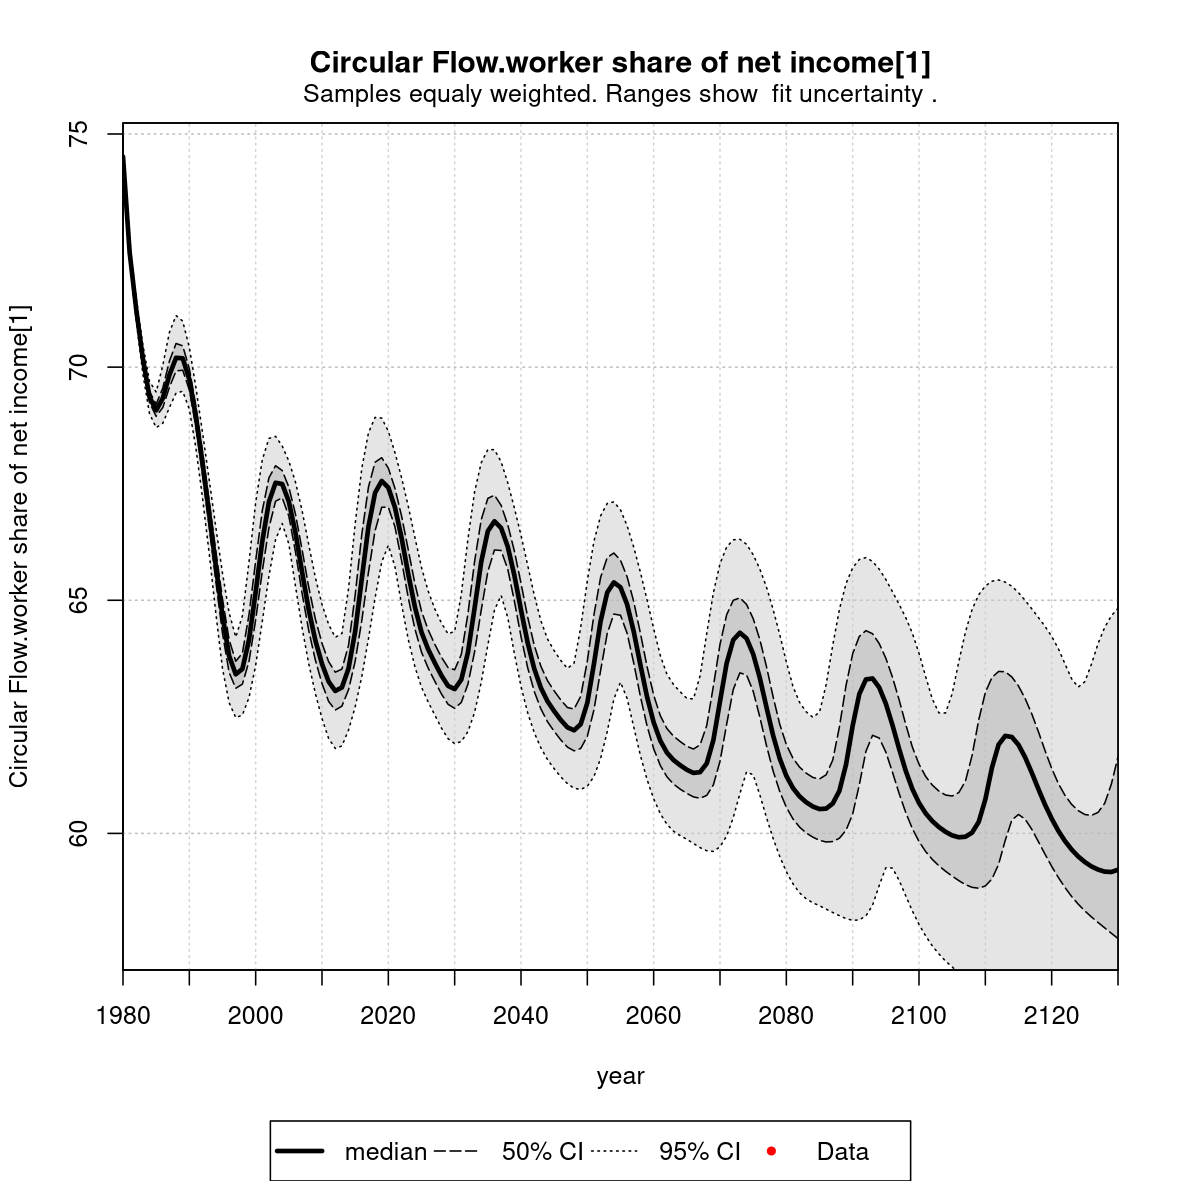 Circular Flow.worker share of net income[1]
Samples equaly weighted. Ranges show  fit uncertainty .
Circular Flow.worker share of net income[1]
75
70
65
60
1980 2000 2020 2040 2060 2080 2100 2120
year
median 50% CI 95% CI Data